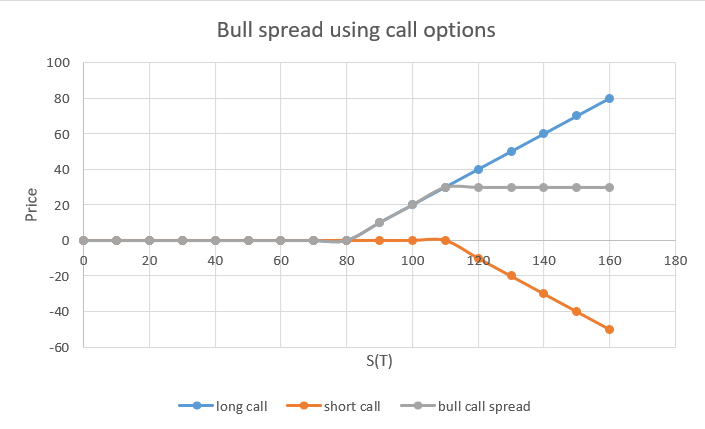 Bull spread using call options
100
80
60
40
20
0
-20
-40
-60
Price
0 20 40 60 80 100 120 140 160 180
S(T)
long call short call bull call spread